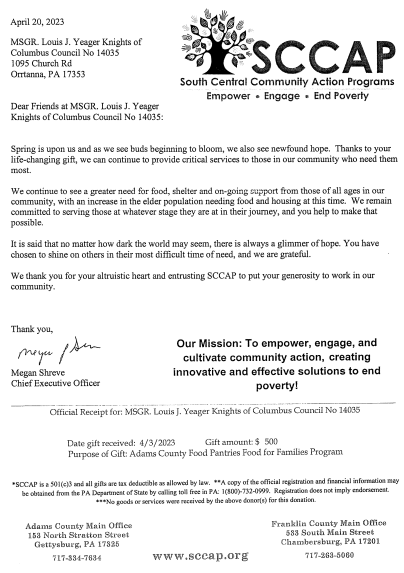 April 20, 2023
MSGR. Louis J. Yeager Knights of
Columbus Council No 14035
1095 Church Rd
Orrtanna, PA 17353
SCCAP
South Central Community Action Programs
Empower • Engage • End Poverty
Dear Friends at MSGR. Louis J. Yeager
Knights of Columbus Council No 14035:
Spring is upon us and as we see buds beginning to bloom, we also see newfound hope. Thanks to your
life-changing gift, we can continue to provide critical services to those in our community who need them
most.
We continue to see a greater need for food, shelter and on-going support from those of all ages in our
community, with an increase in the elder population needing food and housing at this time. We remain
committed to serving those at whatever stage they are at in their journey, and you help to make that
possible.
It is said that no matter how dark the world may seem, there is always a glimmer of hope. You have
chosen to shine on others in their most difficult time of need, and we are grateful.
We thank you for your altruistic heart and entrusting SCCAP to put your generosity to work in our
community.
Thank you,
Megan Shreve
Chief Executive Officer
Our Mission: To empower, engage, and
cultivate community action, creating
innovative and effective solutions to end
poverty!
Official Receipt for: MSGR. Louis J. Yeager Knights of Columbus Council No 14035
Date gift received: 4/3/2023 Gift amount: $ 500
Purpose of Gift: Adams County Food Pantries Food for Families Program
*SCCAP is a 501(c)3 and all gifts are tax deductible as allowed by law. **A copy of the official registration and financial information may
be obtained from the PA Department of State by calling toll free in PA: 1(800)-732-0999. Registration does not imply endorsement.
***No goods or services were received by the above donor(s) for this donation.
Adams County Main Office
153 North Stratton Street
Gettysburg, PA 17325
717-334-7634
www.sccap.org
Franklin County Main Office
533 South Main Street
Chambersburg, PA 17201
717-263-5060